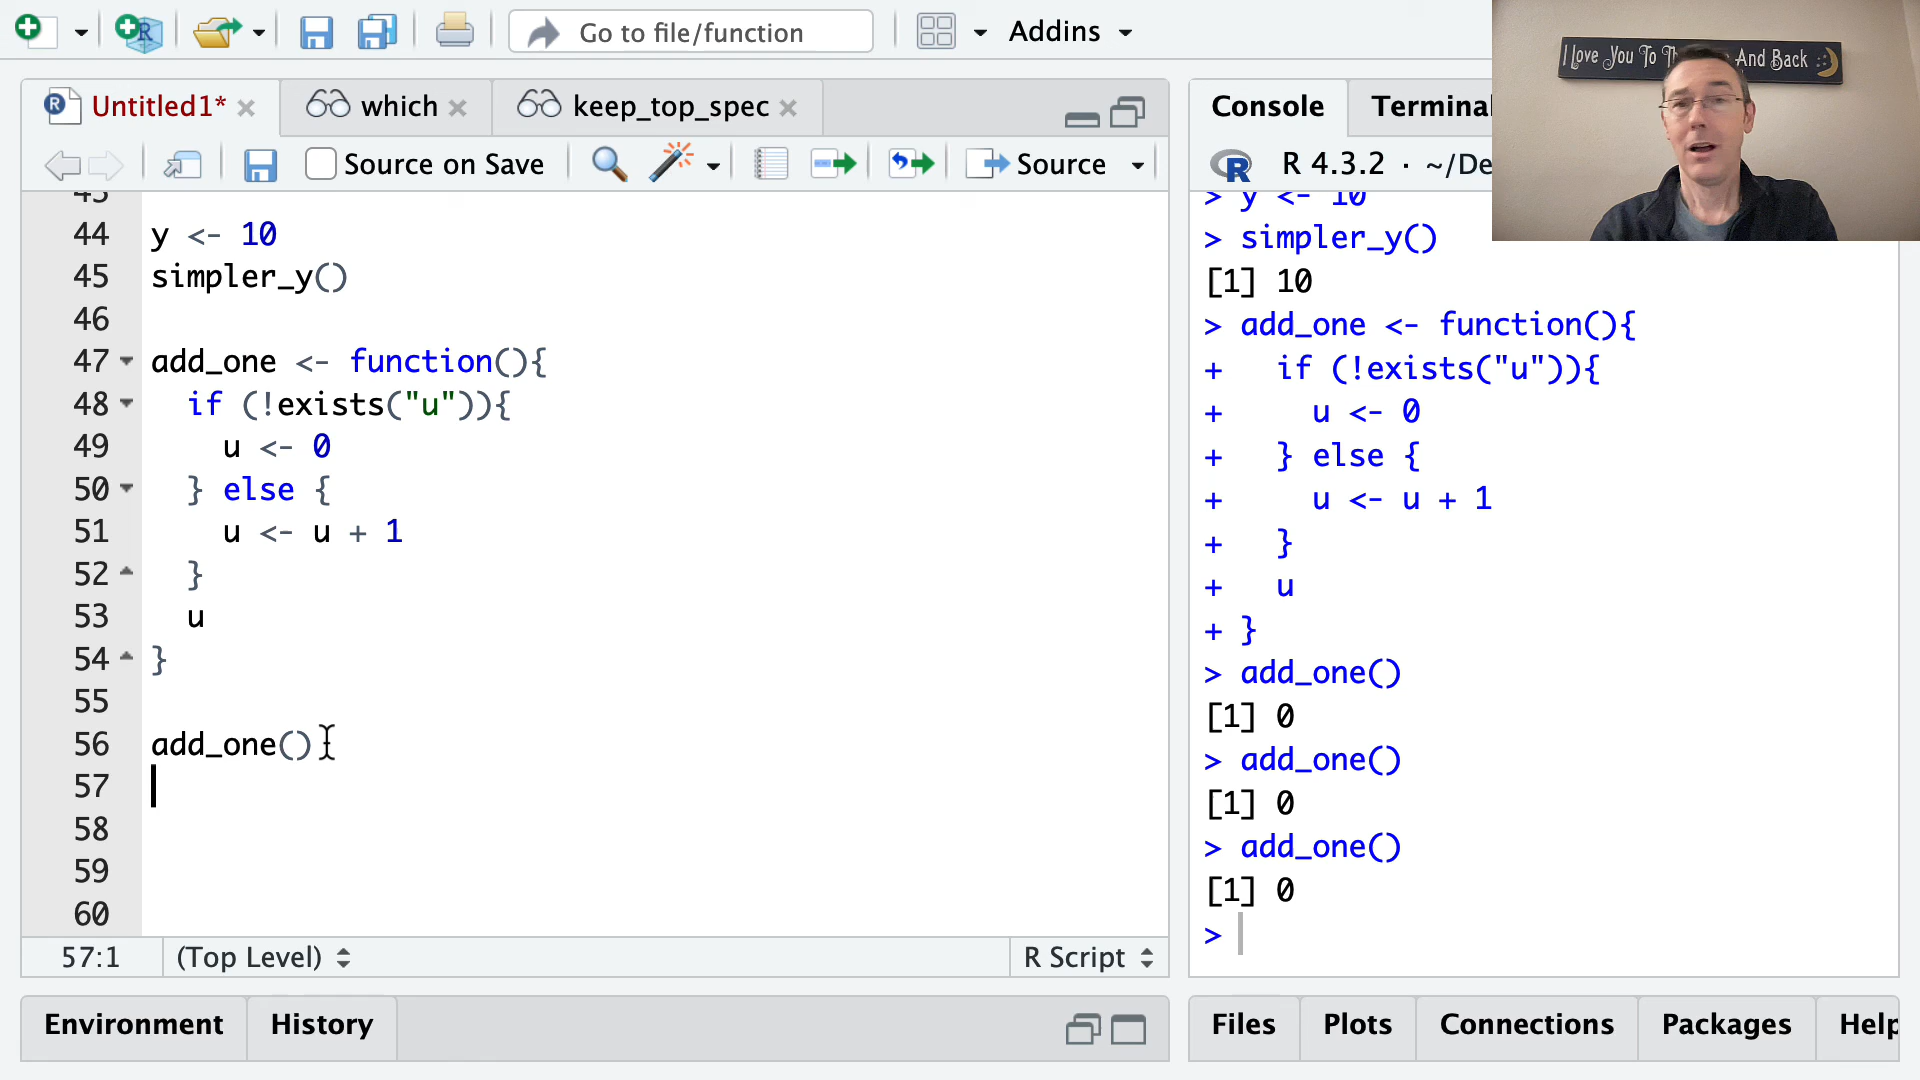 Go to file/function
Addins
Untitled1*
which
keep_top_spec
Source on Save
Source
43
44 y <- 10
45 simpler_y()
46
47 add_one <- function(){
48 if (!exists("u")){
49 u <- 0
50 } else {
51 u <- u + 1
52 }
53 u
54 }
55
56 add_one()
57
58
59
60
57:1
(Top Level)
R Script
Environment
History
Console
Terminal
R 4.3.2 · ~/De
> y <- 10
> simpler_y()
[1] 10
> add_one <- function(){
+ if (!exists("u")){
+ u <- 0
+ } else {
+ u <- u + 1
+ }
+ u
+ }
> add_one()
[1] 0
> add_one()
[1] 0
> add_one()
[1] 0
>
Files
Plots
Connections
Packages
Help
I Love You To Th And Back